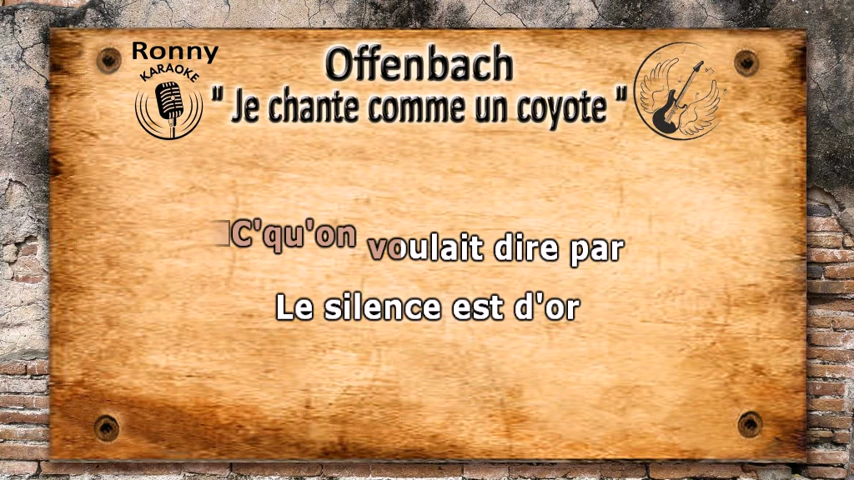 Ronny
KARAOKE
Offenbach
" Je chante comme un coyote "
C'qu'on voulait dire par
Le silence est d'or